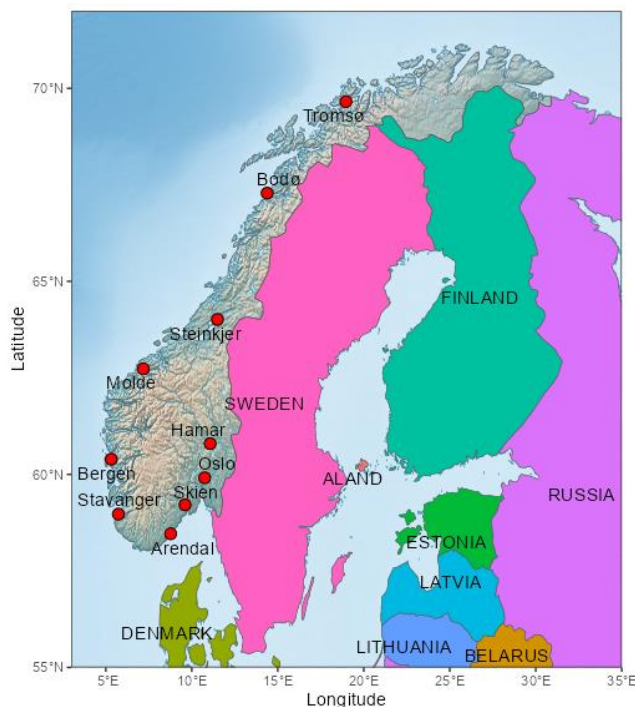 70°N
Tromsø
Bodø
65°N
FINLAND
Latitude
Steinkjer
Molde
SWEDEN
Hamar
Oslo
60°N
Bergen
ALAND
Skien
Stavanger
RUSSIA
Arendal
ESTONIA
LATVIA
DENMARK
LITHUANIA
BELARUS
55°N
5°E 10°E 15°E 20°E 25°E 30°E 35°E
Longitude